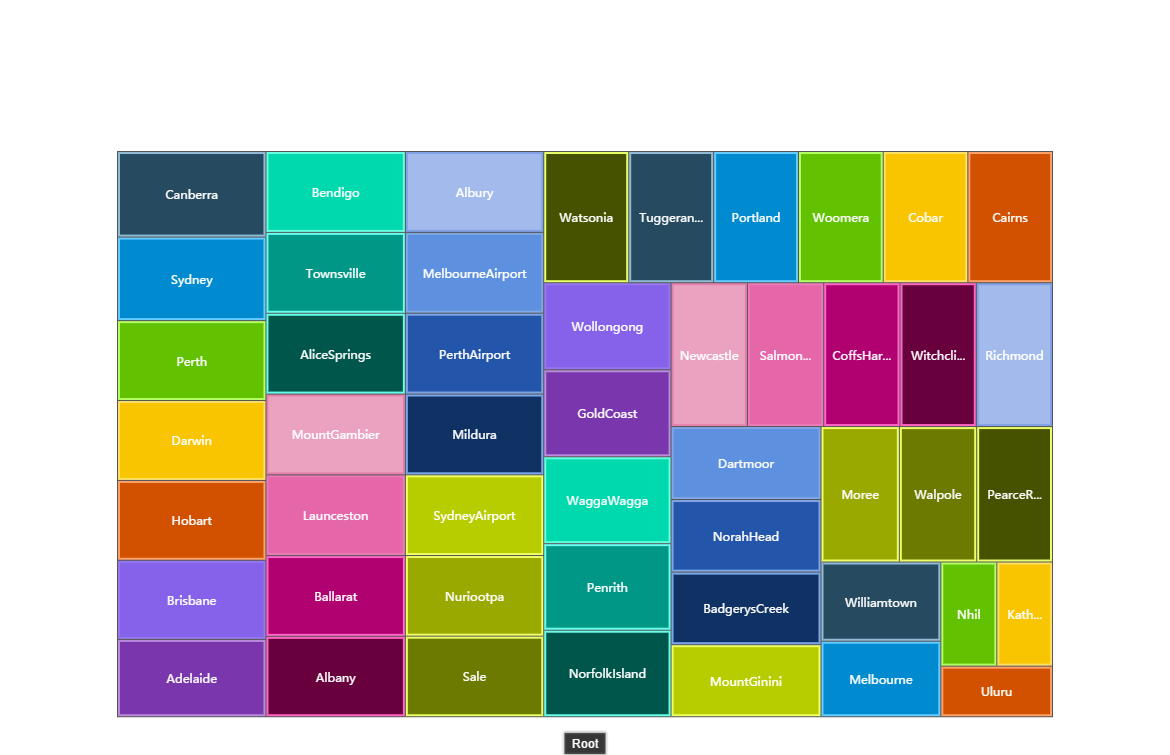 Canberra
Sydney
Perth
Darwin
Hobart
Brisbane
Adelaide
Bendigo
Townsville
AliceSprings
MountGambier
Launceston
Ballarat
Albany
Albury
MelbourneAirport
PerthAirport
Mildura
SydneyAirport
Nuriootpa
Sale
Watsonia
Tuggeran...
Portland
Woomera
Cobar
Cairns
Wollongong
GoldCoast
WaggaWagga
Penrith
NorfolkIsland
Newcastle
Salmon...
CoffsHar...
Witchcli...
Richmond
Dartmoor
NorahHead
BadgerysCreek
MountGinini
Moree
Walpole
PearceR...
Williamtown
Melbourne
Nhil
Kath...
Uluru
Root